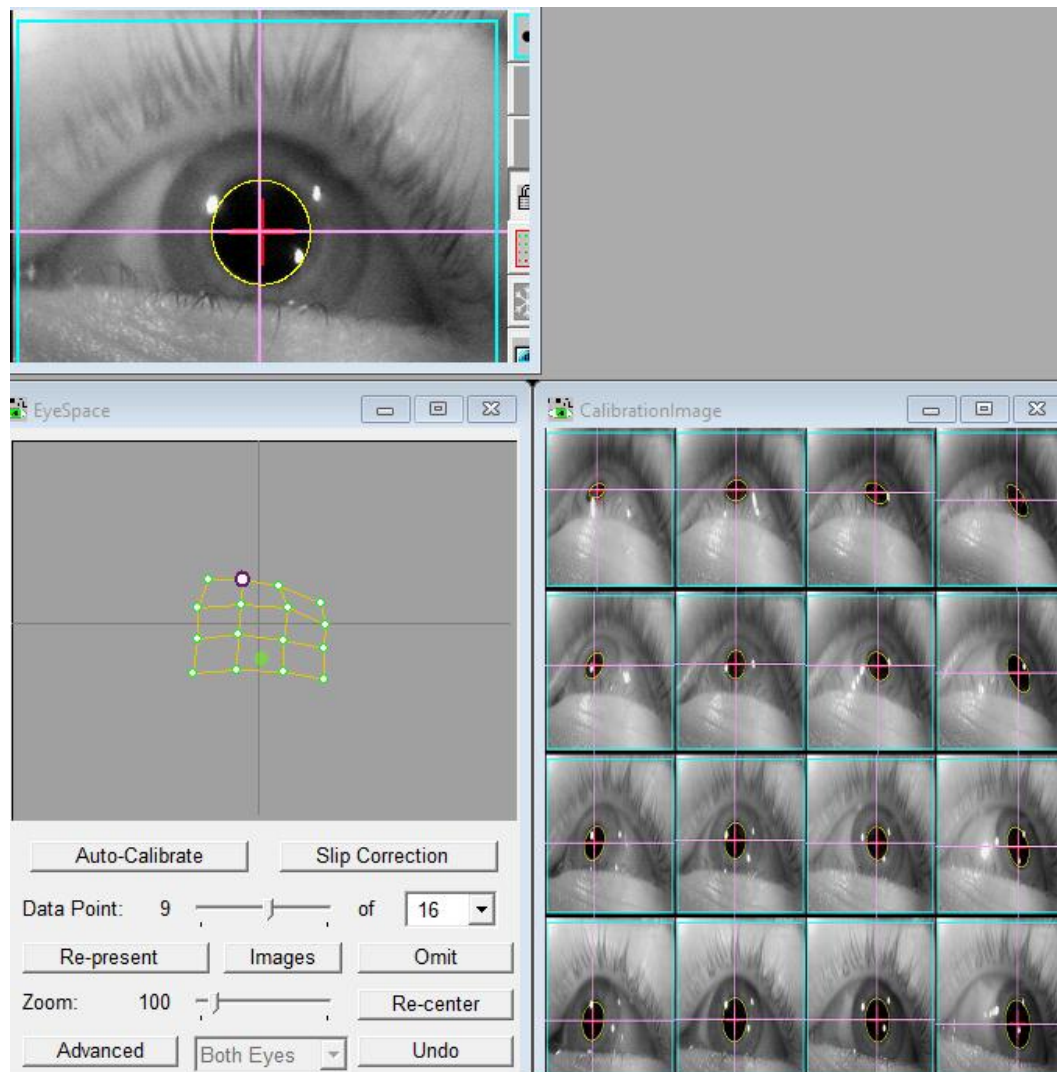 EyeSpace
CalibrationImage
Auto-Calibrate Slip Correction
Data Point: 9 of 16
Re-present Images Omit
Zoom: 100 Re-center
Advanced Both Eyes Undo